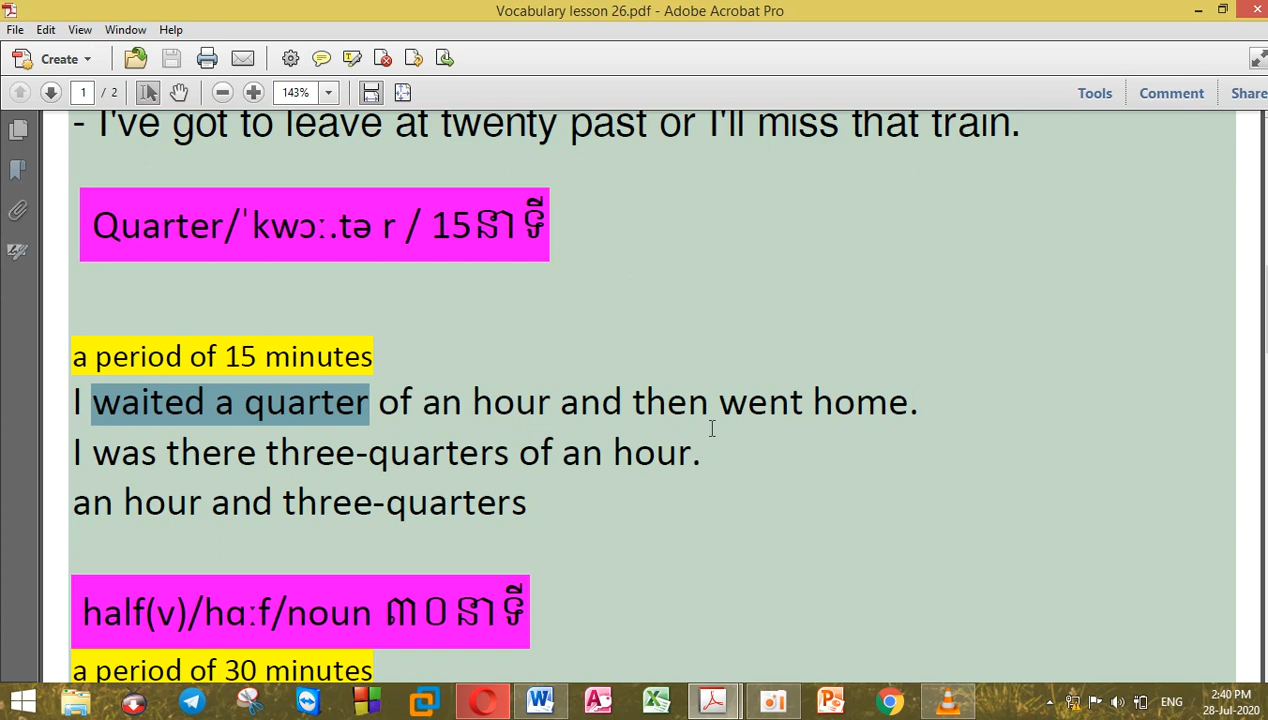 Vocabulary lesson 26.pdf - Adobe Acrobat Pro
File Edit View Window Help
Create
1 / 2 143% Tools Comment Share
- I've got to leave at twenty past or I'll miss that train.
Quarter/ˈkwɔː.tə r / 15នាទី
a period of 15 minutes
I waited a quarter of an hour and then went home.
I was there three-quarters of an hour.
an hour and three-quarters
half(v)/hɑːf/noun ៣០នាទី
a period of 30 minutes
ENG
2:40 PM
28-Jul-2020